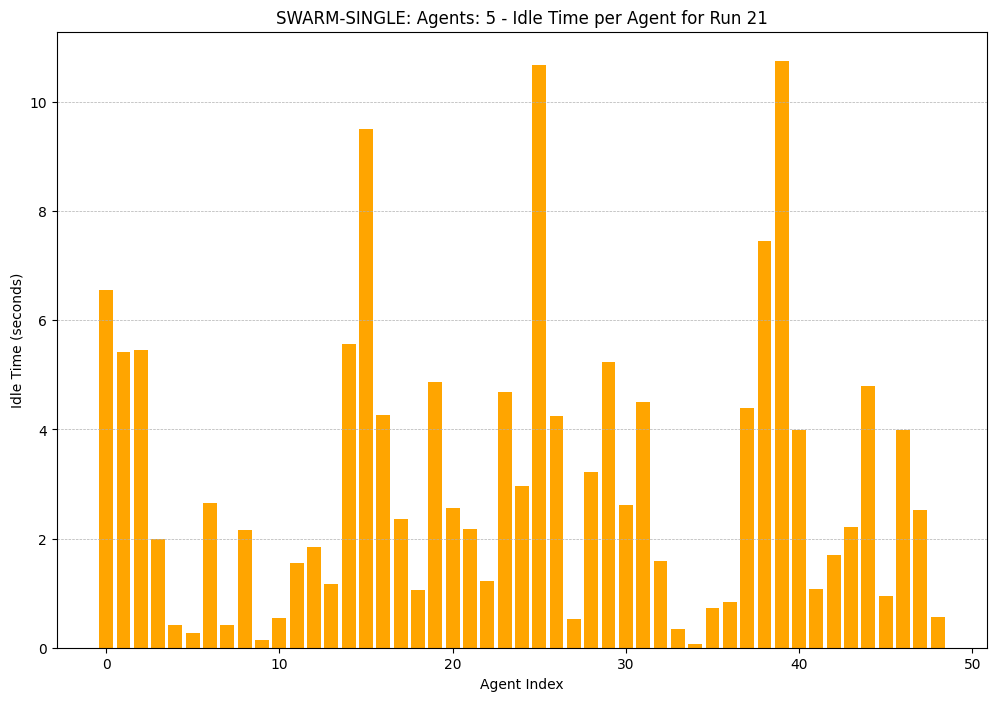 SWARM-SINGLE: Agents: 5 - Idle Time per Agent for Run 21
Idle Time (seconds)
10
8
6
4
2
0
0 10 20 30 40 50
Agent Index